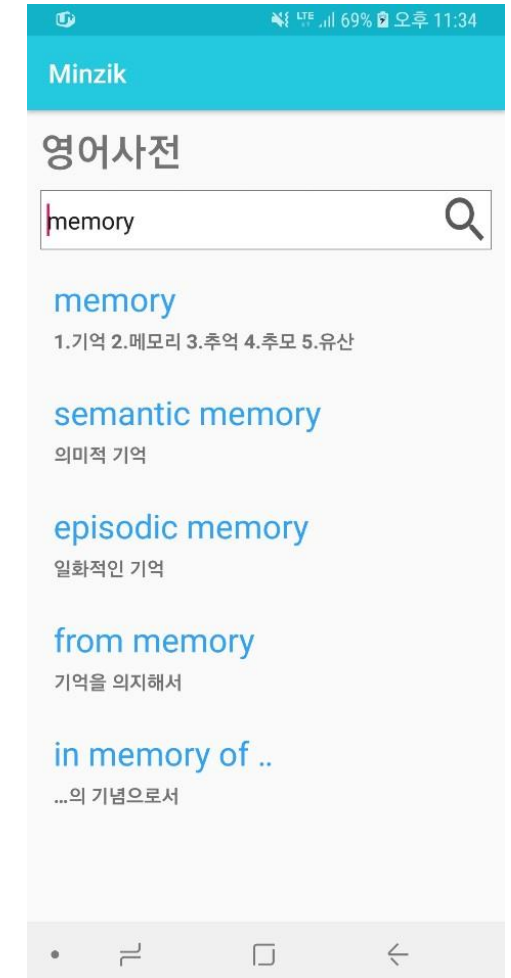 LTE 69% 오후 11:34
Minzik
영어사전
memory
memory
1.기억 2.메모리 3.추억 4.추모 5.유산
semantic memory
의미적 기억
episodic memory
일화적인 기억
from memory
기억을 의지해서
in memory of ..
...의 기념으로서